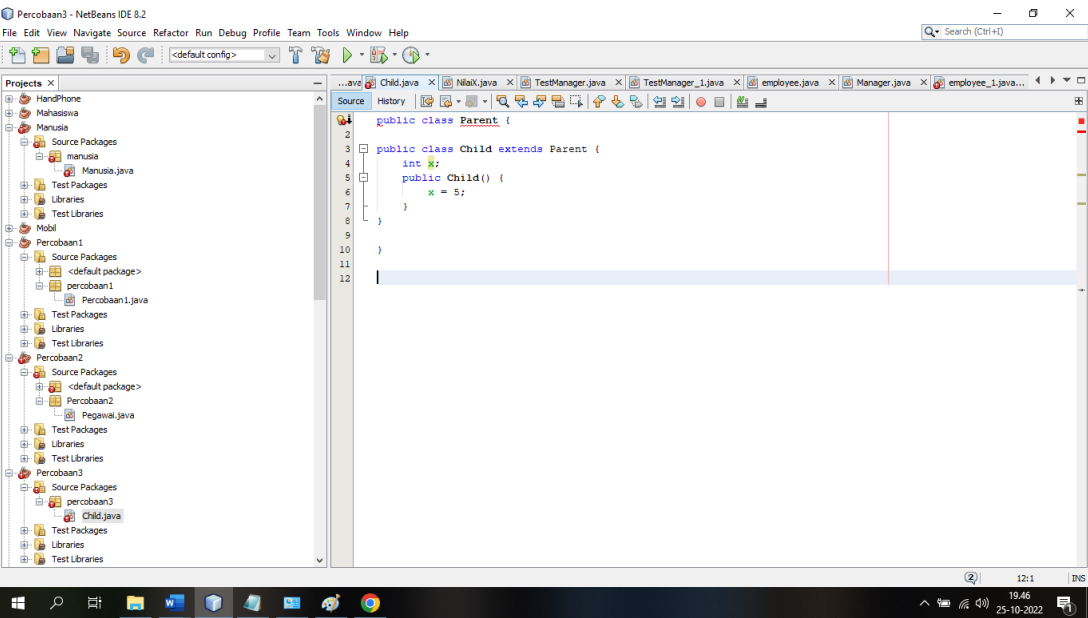 Percobaan3 - NetBeans IDE 8.2
File Edit View Navigate Source Refactor Run Debug Profile Team Tools Window Help
Search (Ctrl+I)
<default config>
Projects
...ava Child.java NilaiX.java TestManager.java TestManager_1.java employee.java Manager.java employee_1.java...
Source History
HandPhone
Mahasiswa
Manusia
Source Packages
manusia
Manusia.java
Test Packages
Libraries
Test Libraries
Mobil
Percobaan1
Source Packages
<default package>
percobaan1
Percobaan1.java
Test Packages
Libraries
Test Libraries
Percobaan2
Source Packages
<default package>
Percobaan2
Pegawai.java
Test Packages
Libraries
Test Libraries
Percobaan3
Source Packages
percobaan3
Child.java
Test Packages
Libraries
Test Libraries
public class Parent {
2
3 public class Child extends Parent {
4 int x;
5 public Child() {
6 x = 5;
7 }
8 }
9
10 }
11
12
2 12:1 INS
19.46
25-10-2022
1